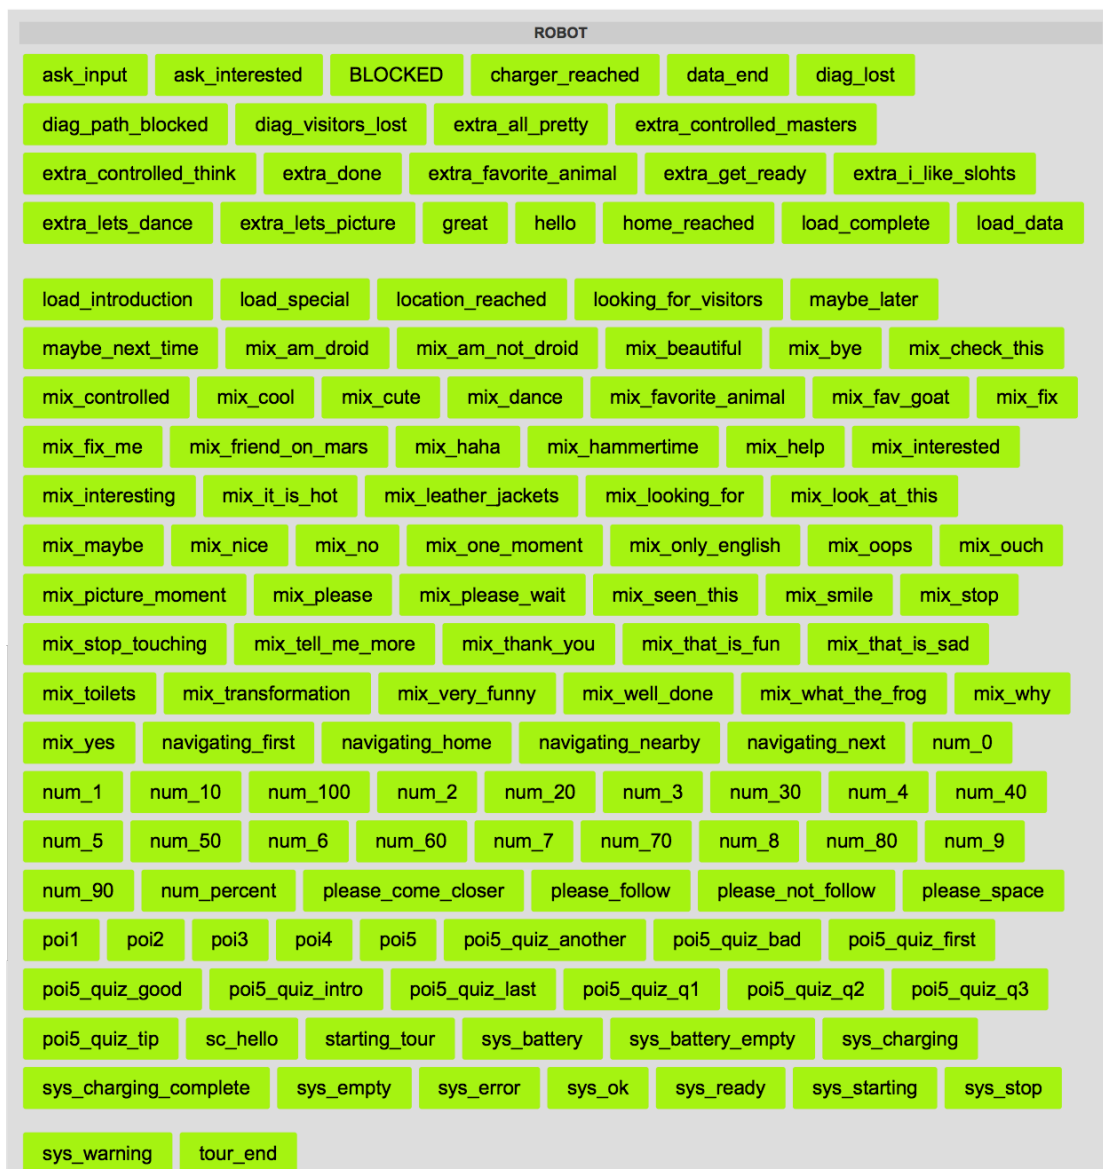 ROBOT
ask_input ask_interested BLOCKED charger_reached data_end diag_lost
diag_path_blocked diag_visitors_lost extra_all_pretty extra_controlled_masters
extra_controlled_think extra_done extra_favorite_animal extra_get_ready extra_i_like_slohts
extra_lets_dance extra_lets_picture great hello home_reached load_complete load_data
load_introduction load_special location_reached looking_for_visitors maybe_later
maybe_next_time mix_am_droid mix_am_not_droid mix_beautiful mix_bye mix_check_this
mix_controlled mix_cool mix_cute mix_dance mix_favorite_animal mix_fav_goat mix_fix
mix_fix_me mix_friend_on_mars mix_haha mix_hammertime mix_help mix_interested
mix_interesting mix_it_is_hot mix_leather_jackets mix_looking_for mix_look_at_this
mix_maybe mix_nice mix_no mix_one_moment mix_only_english mix_oops mix_ouch
mix_picture_moment mix_please mix_please_wait mix_seen_this mix_smile mix_stop
mix_stop_touching mix_tell_me_more mix_thank_you mix_that_is_fun mix_that_is_sad
mix_toilets mix_transformation mix_very_funny mix_well_done mix_what_the_frog mix_why
mix_yes navigating_first navigating_home navigating_nearby navigating_next num_0
num_1 num_10 num_100 num_2 num_20 num_3 num_30 num_4 num_40
num_5 num_50 num_6 num_60 num_7 num_70 num_8 num_80 num_9
num_90 num_percent please_come_closer please_follow please_not_follow please_space
poi1 poi2 poi3 poi4 poi5 poi5_quiz_another poi5_quiz_bad poi5_quiz_first
poi5_quiz_good poi5_quiz_intro poi5_quiz_last poi5_quiz_q1 poi5_quiz_q2 poi5_quiz_q3
poi5_quiz_tip sc_hello starting_tour sys_battery sys_battery_empty sys_charging
sys_charging_complete sys_empty sys_error sys_ok sys_ready sys_starting sys_stop
sys_warning tour_end